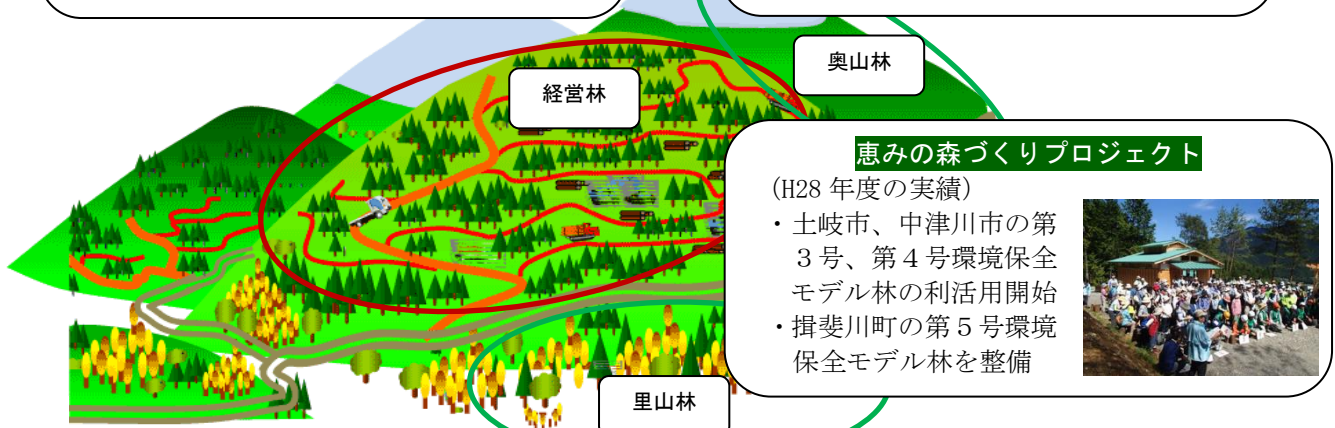 奥山林
経営林
恵みの森づくりプロジェクト
(H28 年度の実績)
・土岐市、中津川市の第
３号、第４号環境保全
モデル林の利活用開始
・揖斐川町の第５号環境
保全モデル林を整備
里山林